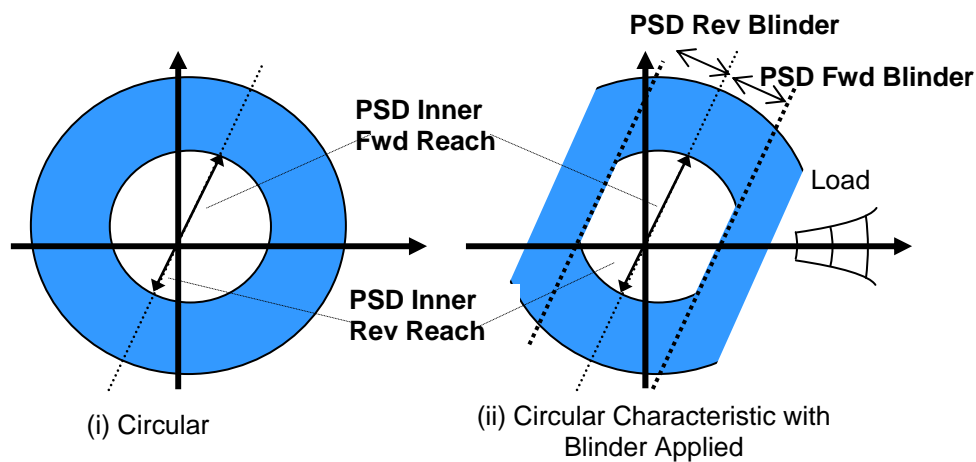 PSD Rev Blinder
PSD Fwd Blinder
PSD Inner
Fwd Reach
Load
PSD Inner
Rev Reach
(i) Circular
(ii) Circular Characteristic with
Blinder Applied